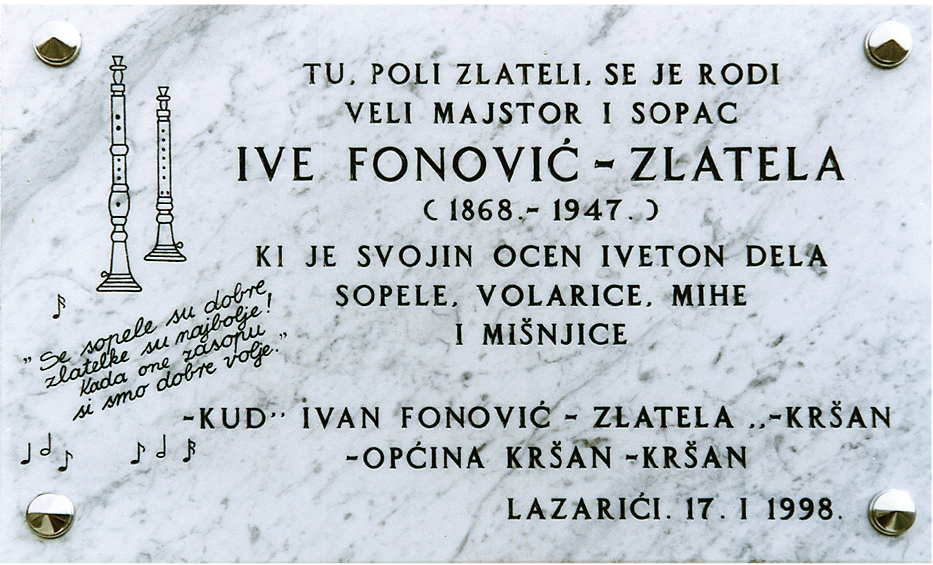 TU, POLI ZLATELI, SE JE RODI
VELI MAJSTOR I SOPAC
IVE FONOVIĆ - ZLATELA
(1868.- 1947.)
KI JE SVOJIN OCEN IVETON DELA
SOPELE, VOLARICE, MIHE
I MIŠNJICE
„Se sopele su dobre,
zlatelke su najbolje!
Kada one zasopu
si smo dobre volje.”
-KUD'' IVAN FONOVIĆ - ZLATELA ,,-KRŠAN
-OPĆINA KRŠAN -KRŠAN
LAZARIĆI. 17. I 1998.